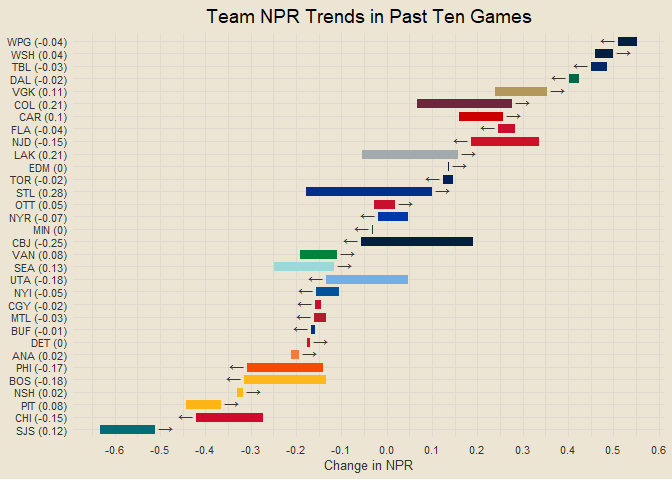 Team NPR Trends in Past Ten Games
WPG (-0.04)
WSH (0.04)
TBL (-0.03)
DAL (-0.02)
VGK (0.11)
COL (0.21)
CAR (0.1)
FLA (-0.04)
NJD (-0.15)
LAK (0.21)
EDM (0)
TOR (-0.02)
STL (0.28)
OTT (0.05)
NYR (-0.07)
MIN (0)
CBJ (-0.25)
VAN (0.08)
SEA (0.13)
UTA (-0.18)
NYI (-0.05)
CGY (-0.02)
MTL (-0.03)
BUF (-0.01)
DET (0)
ANA (0.02)
PHI (-0.17)
BOS (-0.18)
NSH (0.02)
PIT (0.08)
CHI (-0.15)
SJS (0.12)
-0.6 -0.5 -0.4 -0.3 -0.2 -0.1 0.0 0.1 0.2 0.3 0.4 0.5 0.6
Change in NPR